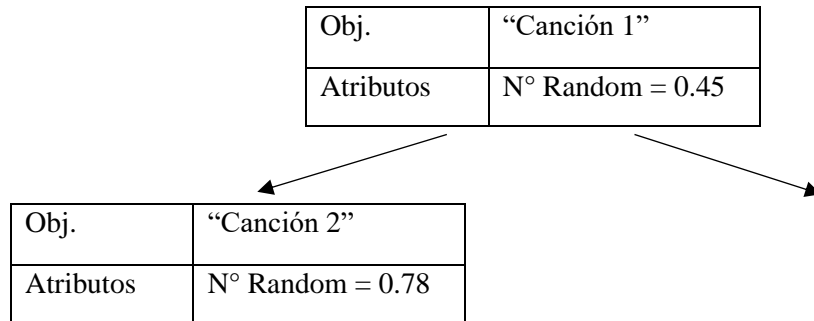 Obj. “Canción 1”
Atributos N° Random = 0.45
Obj. “Canción 2”
Atributos N° Random = 0.78